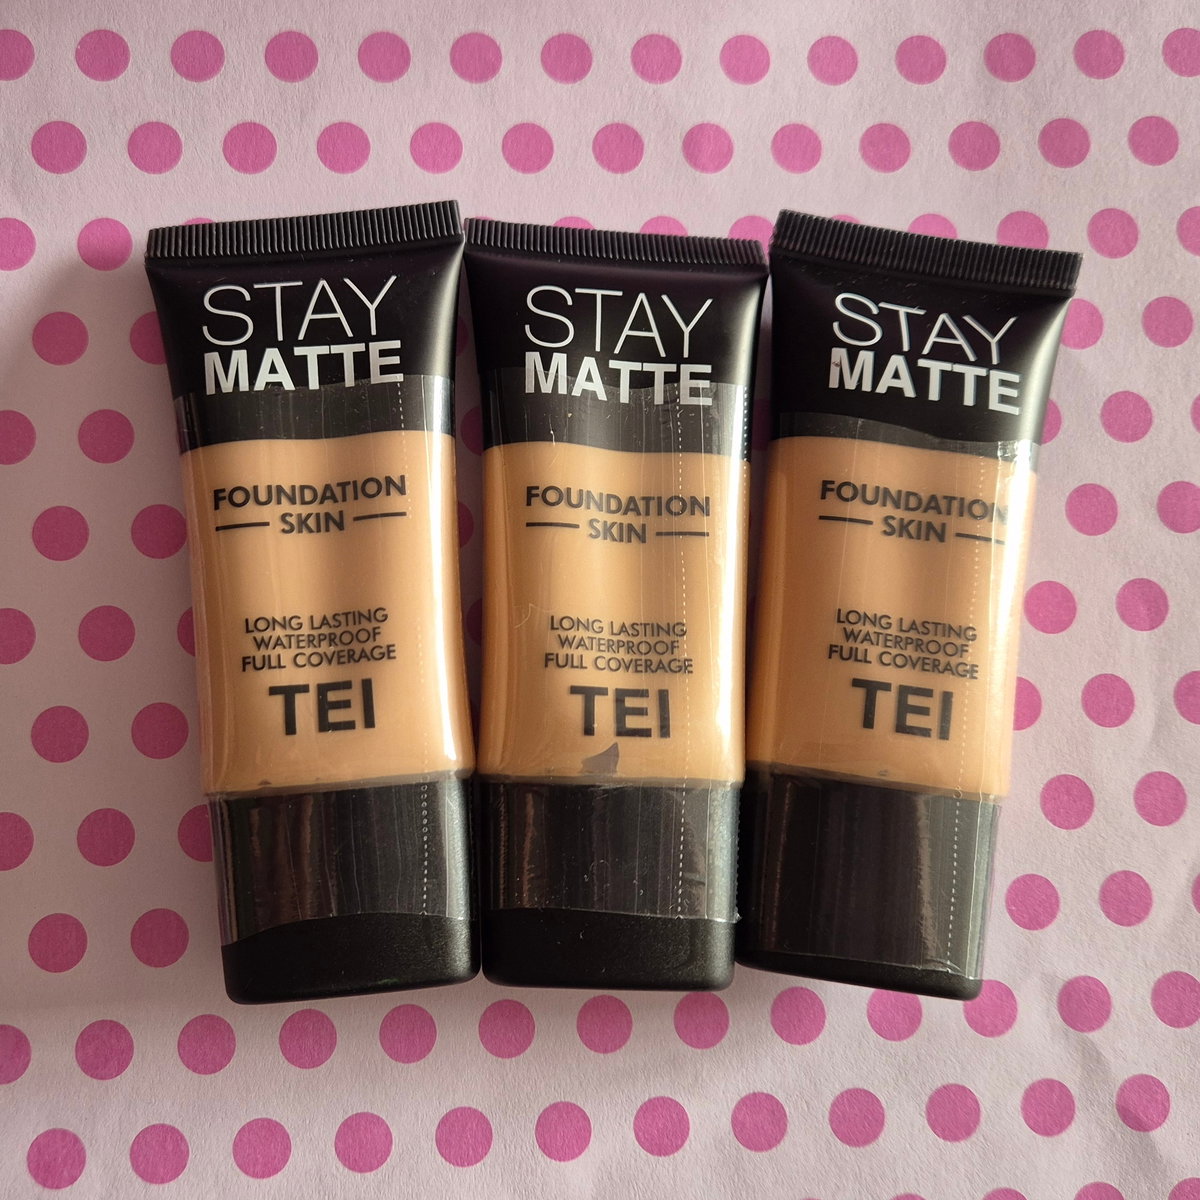 STAY
MATTE
FOUNDATION
SKIN
LONG LASTING
WATERPROOF
FULL COVERAGE
TEI
STAY
MATTE
FOUNDATION
SKIN
LONG LASTING
WATERPROOF
FULL COVERAGE
TEI
STAY
MATTE
FOUNDATION
SKIN
LONG LASTING
WATERPROOF
FULL COVERAGE
TEI